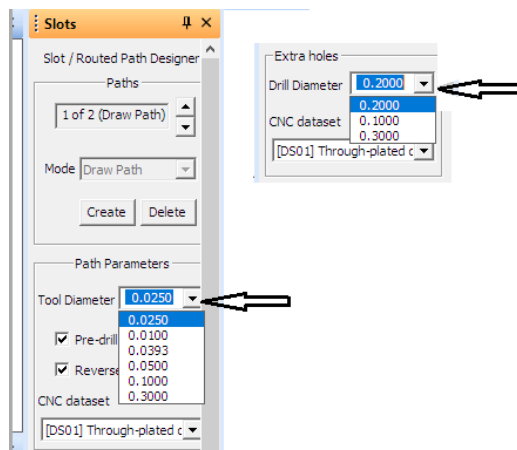 Slots
Slot / Routed Path Designer
Paths
1 of 2 (Draw Path)
Mode Draw Path
Create Delete
Path Parameters
Tool Diameter 0.0250
0.0250
0.0100
0.0393
0.0500
0.1000
0.3000
Pre-drill
Reverse
CNC dataset
[DS01] Through-plated c
Extra holes
Drill Diameter 0.2000
0.2000
0.1000
0.3000
CNC dataset
[DS01] Through-plated c